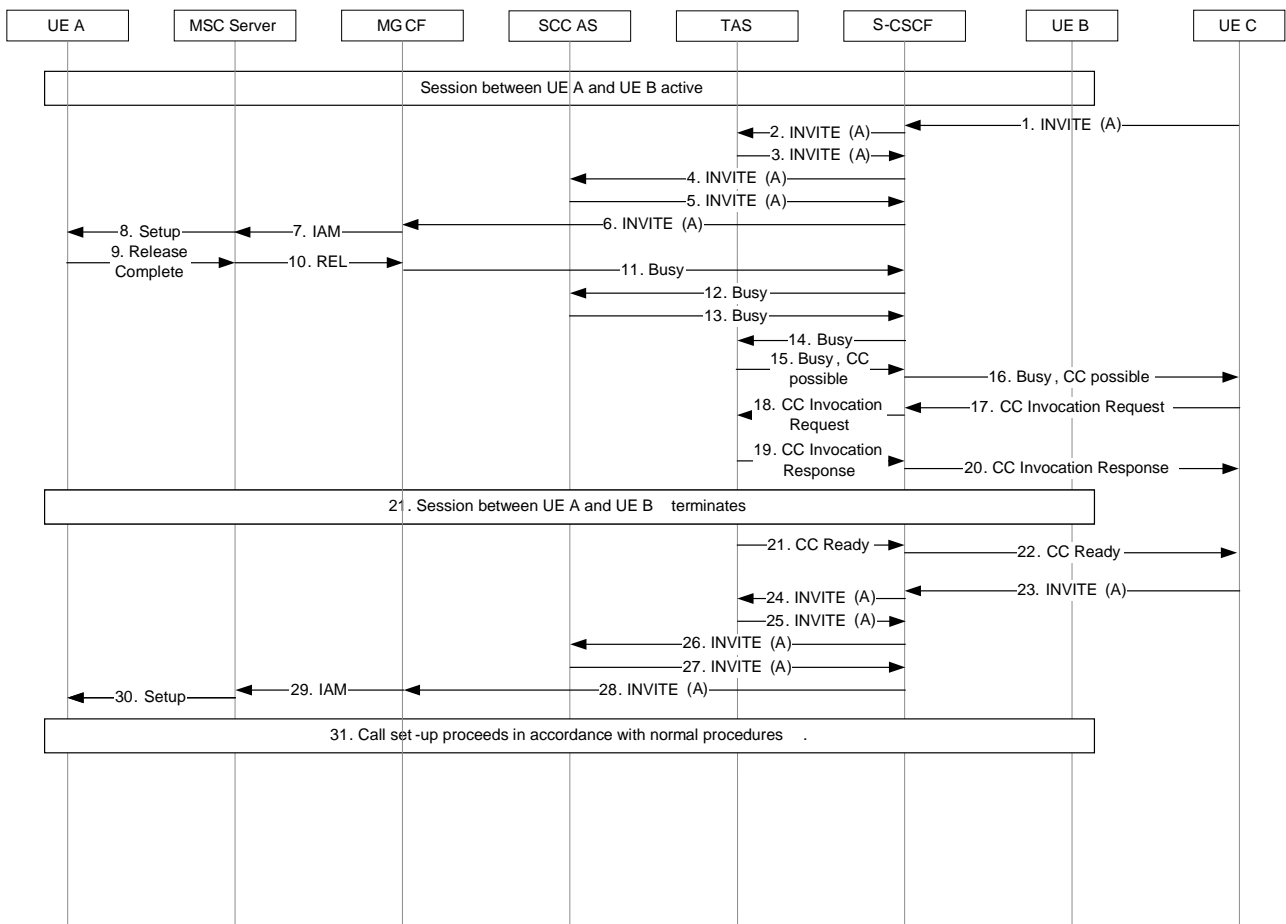 UE A
MSC Server
MGCF
SCC AS
TAS
S-CSCF
UE B
UE C
Session between UE A and UE B active
1. INVITE (A)
2. INVITE (A)
3. INVITE (A)
4. INVITE (A)
5. INVITE (A)
6. INVITE (A)
7. IAM
8. Setup
9. Release
Complete
10. REL
11. Busy
12. Busy
13. Busy
14. Busy
15. Busy, CC
possible
16. Busy, CC possible
17. CC Invocation Request
18. CC Invocation
Request
19. CC Invocation
Response
20. CC Invocation Response
21. Session between UE A and UE B terminates
21. CC Ready
22. CC Ready
23. INVITE (A)
24. INVITE (A)
25. INVITE (A)
26. INVITE (A)
27. INVITE (A)
28. INVITE (A)
29. IAM
30. Setup
31. Call set-up proceeds in accordance with normal procedures .